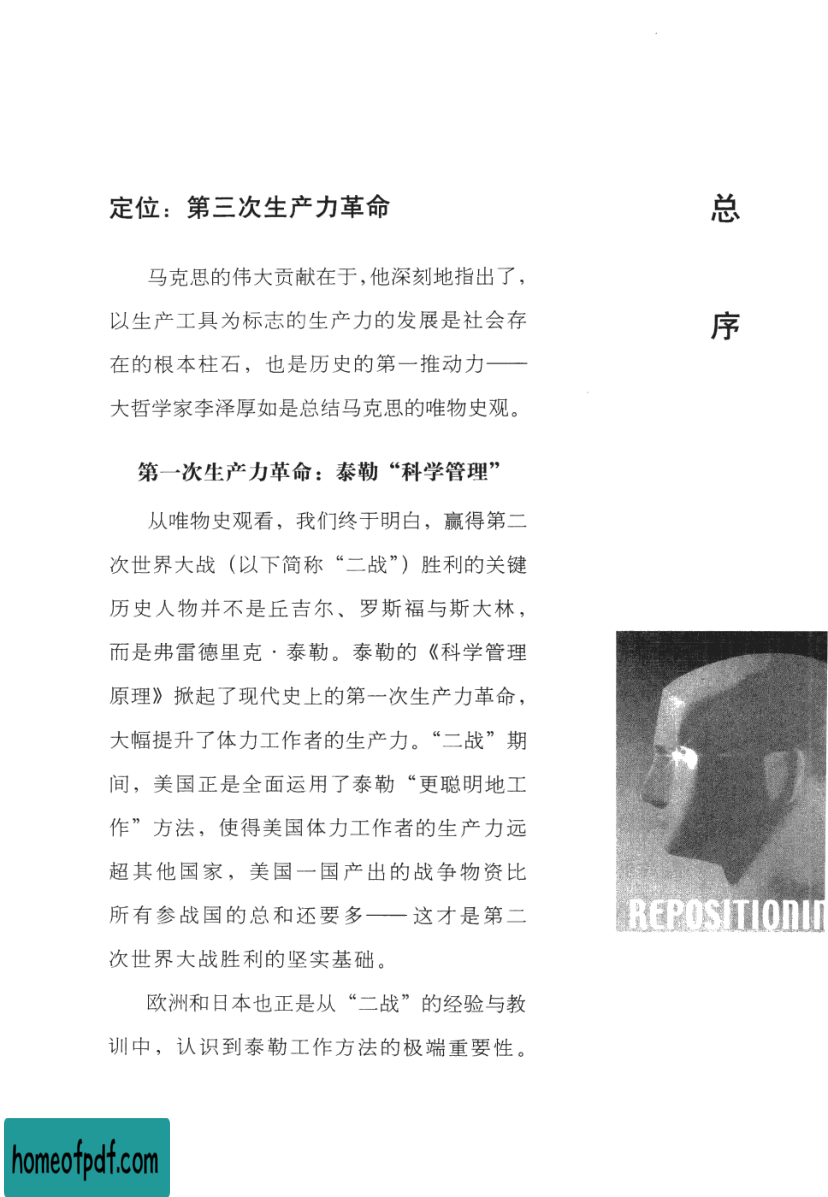 总
序
定位：第三次生产力革命
马克思的伟大贡献在于，他深刻地指出了，
以生产工具为标志的生产力的发展是社会存
在的根本柱石，也是历史的第一推动力——
大哲学家李泽厚如是总结马克思的唯物史观。
第一次生产力革命：泰勒“科学管理”
从唯物史观看，我们终于明白，赢得第二
次世界大战（以下简称“二战”）胜利的关键
历史人物并不是丘吉尔、罗斯福与斯大林，
而是弗雷德里克·泰勒。泰勒的《科学管理
原理》掀起了现代史上的第一次生产力革命，
大幅提升了体力工作者的生产力。“二战”期
间，美国正是全面运用了泰勒“更聪明地工
作”方法，使得美国体力工作者的生产力远
超其他国家，美国一国产出的战争物资比
所有参战国的总和还要多——这才是第二
次世界大战胜利的坚实基础。
欧洲和日本也正是从“二战”的经验与教
训中，认识到泰勒工作方法的极端重要性。
REPOSITIONIN
homeofpdf.com